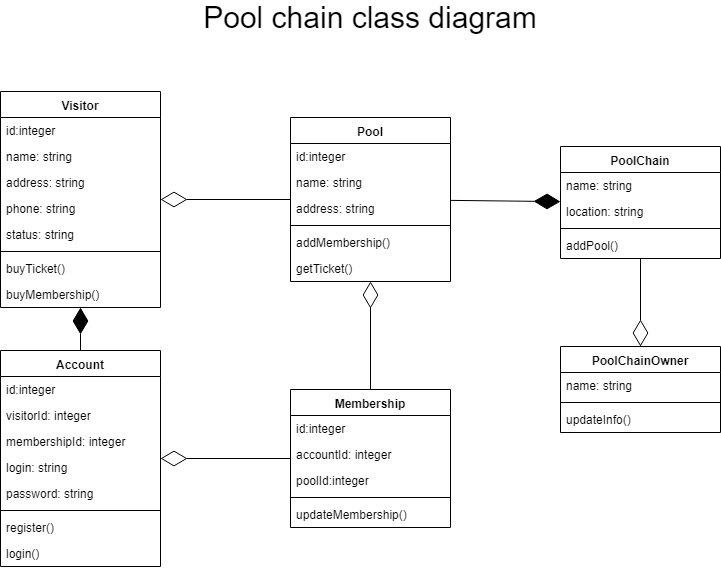 Pool chain class diagram
Visitor
id:integer
name: string
address: string
phone: string
status: string
buyTicket()
buyMembership()
Pool
id:integer
name: string
address: string
addMembership()
getTicket()
PoolChain
name: string
location: string
addPool()
Account
id:integer
visitorId: integer
membershipId: integer
login: string
password: string
register()
login()
Membership
id:integer
accountId: integer
poolId:integer
updateMembership()
PoolChainOwner
name: string
updateInfo()